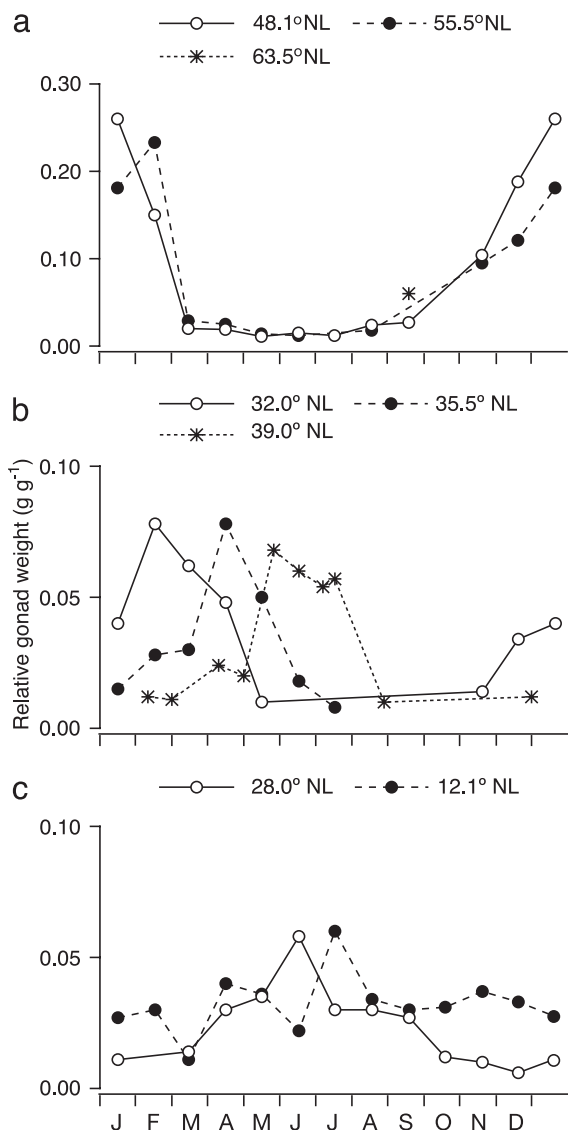 a
48.1°NL 55.5°NL
63.5°NL
0.30
0.20
0.10
0.00
b
32.0° NL 35.5° NL
39.0° NL
0.10
0.05
0.00
Relative gonad weight (g g⁻¹)
c
28.0° NL 12.1° NL
0.10
0.05
0.00
J F M A M J J A S O N D